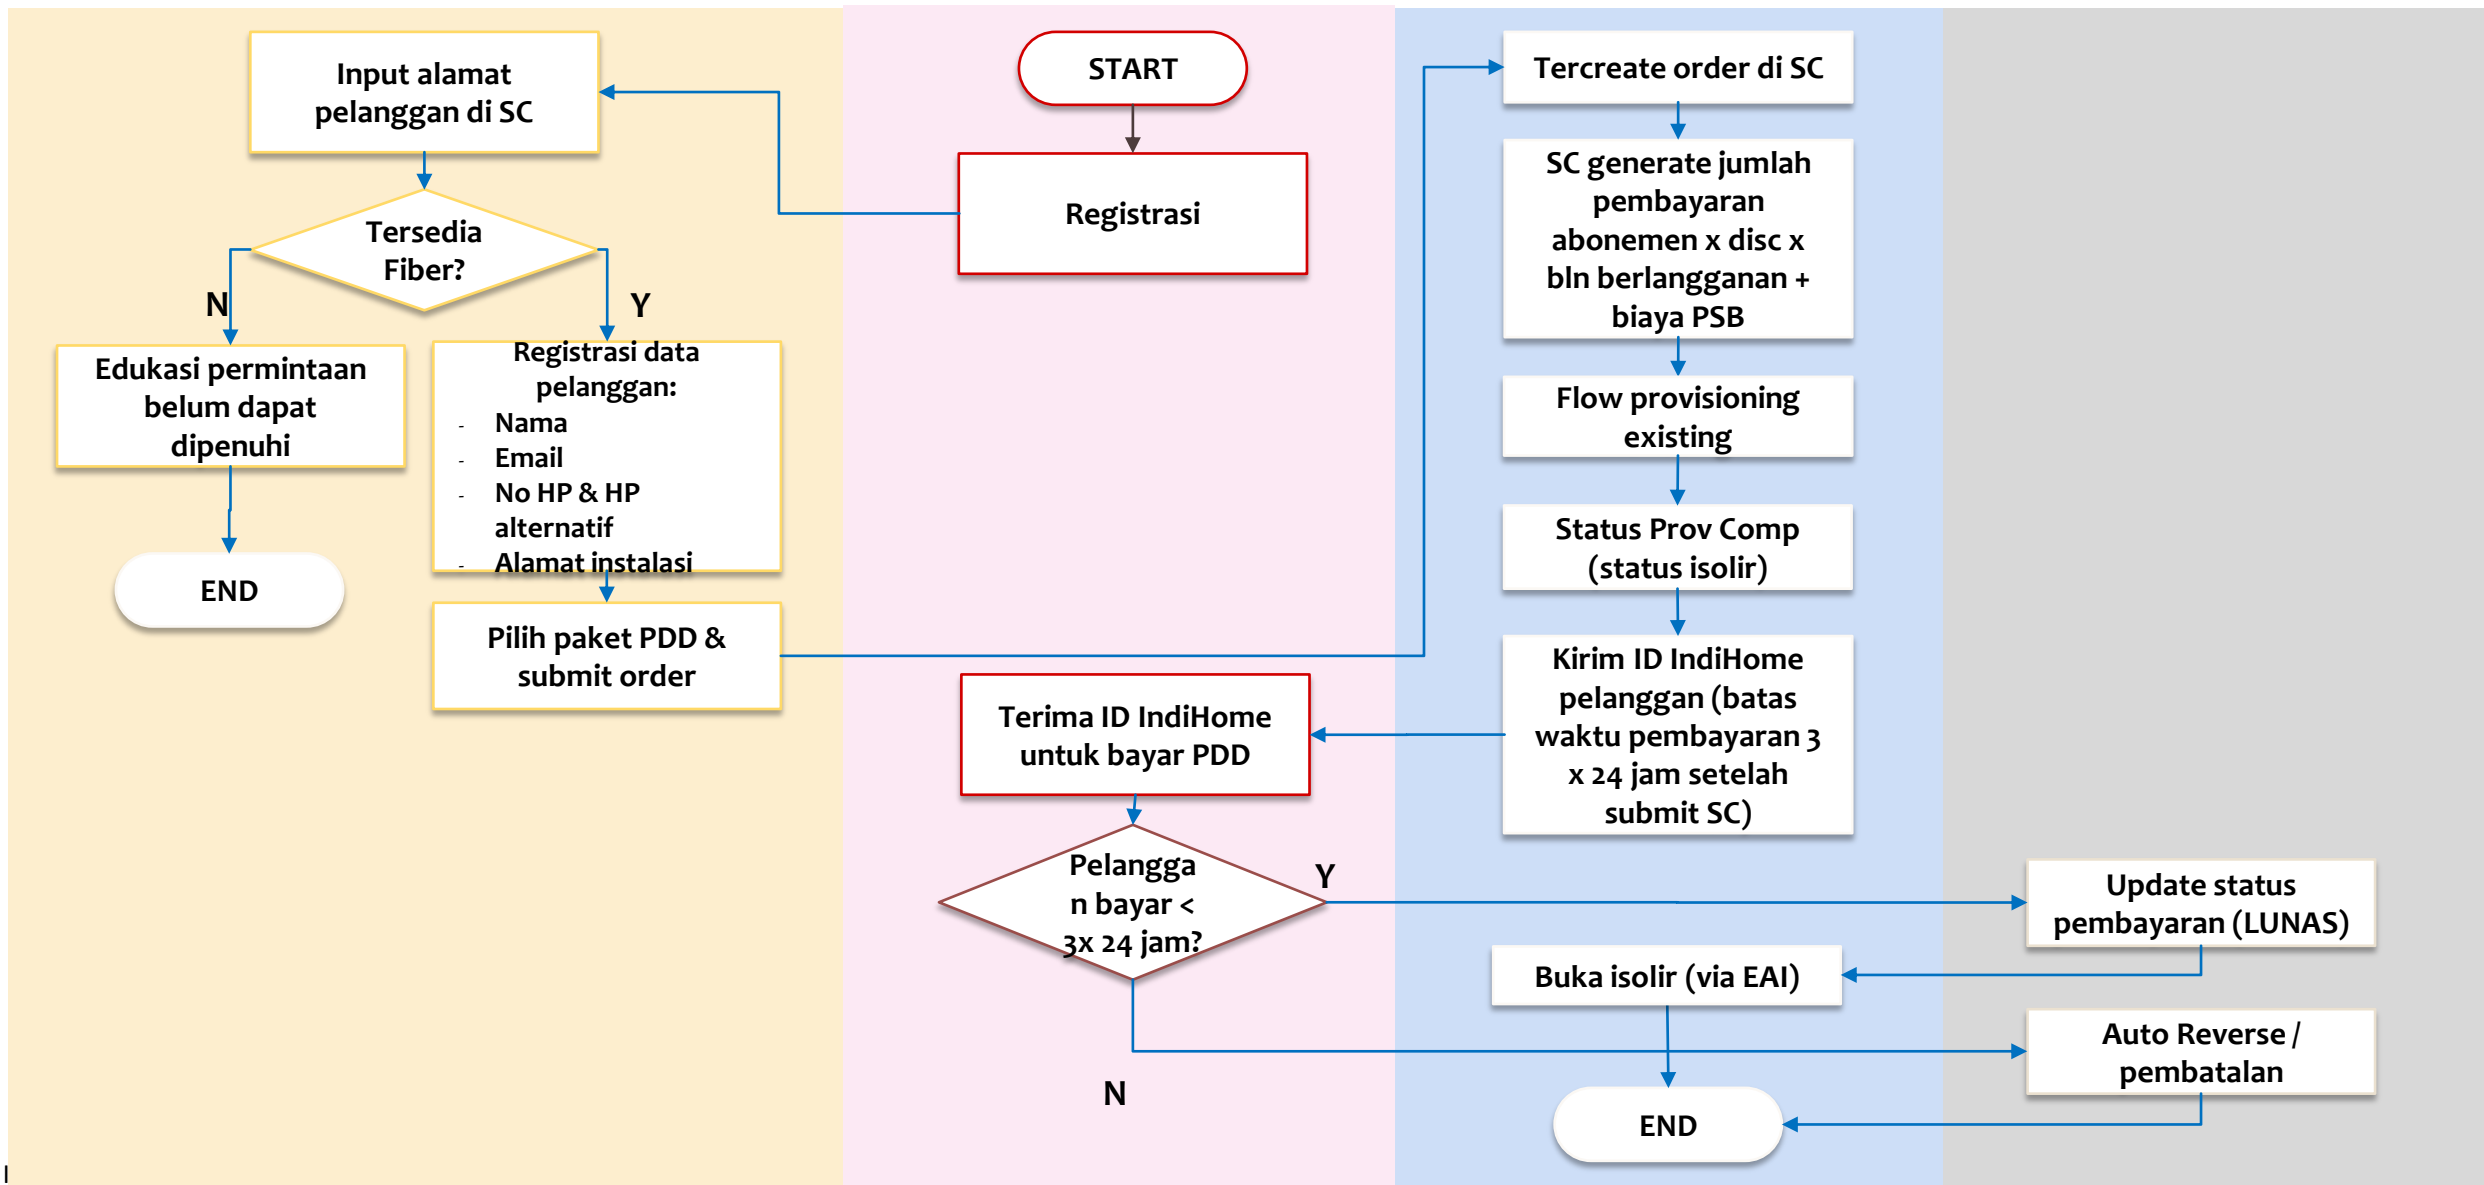 Input alamat
pelanggan di SC
Tersedia
Fiber?
N
Y
Edukasi permintaan
belum dapat
dipenuhi
END
Registrasi data
pelanggan:
- Nama
- Email
- No HP & HP
alternatif
- Alamat instalasi
Pilih paket PDD &
submit order
START
Registrasi
Terima ID IndiHome
untuk bayar PDD
Pelangga
n bayar <
3x 24 jam?
Y
N
Tercreate order di SC
SC generate jumlah
pembayaran
abonemen x disc x
bln berlangganan +
biaya PSB
Flow provisioning
existing
Status Prov Comp
(status isolir)
Kirim ID IndiHome
pelanggan (batas
waktu pembayaran 3
x 24 jam setelah
submit SC)
Buka isolir (via EAI)
END
Update status
pembayaran (LUNAS)
Auto Reverse /
pembatalan